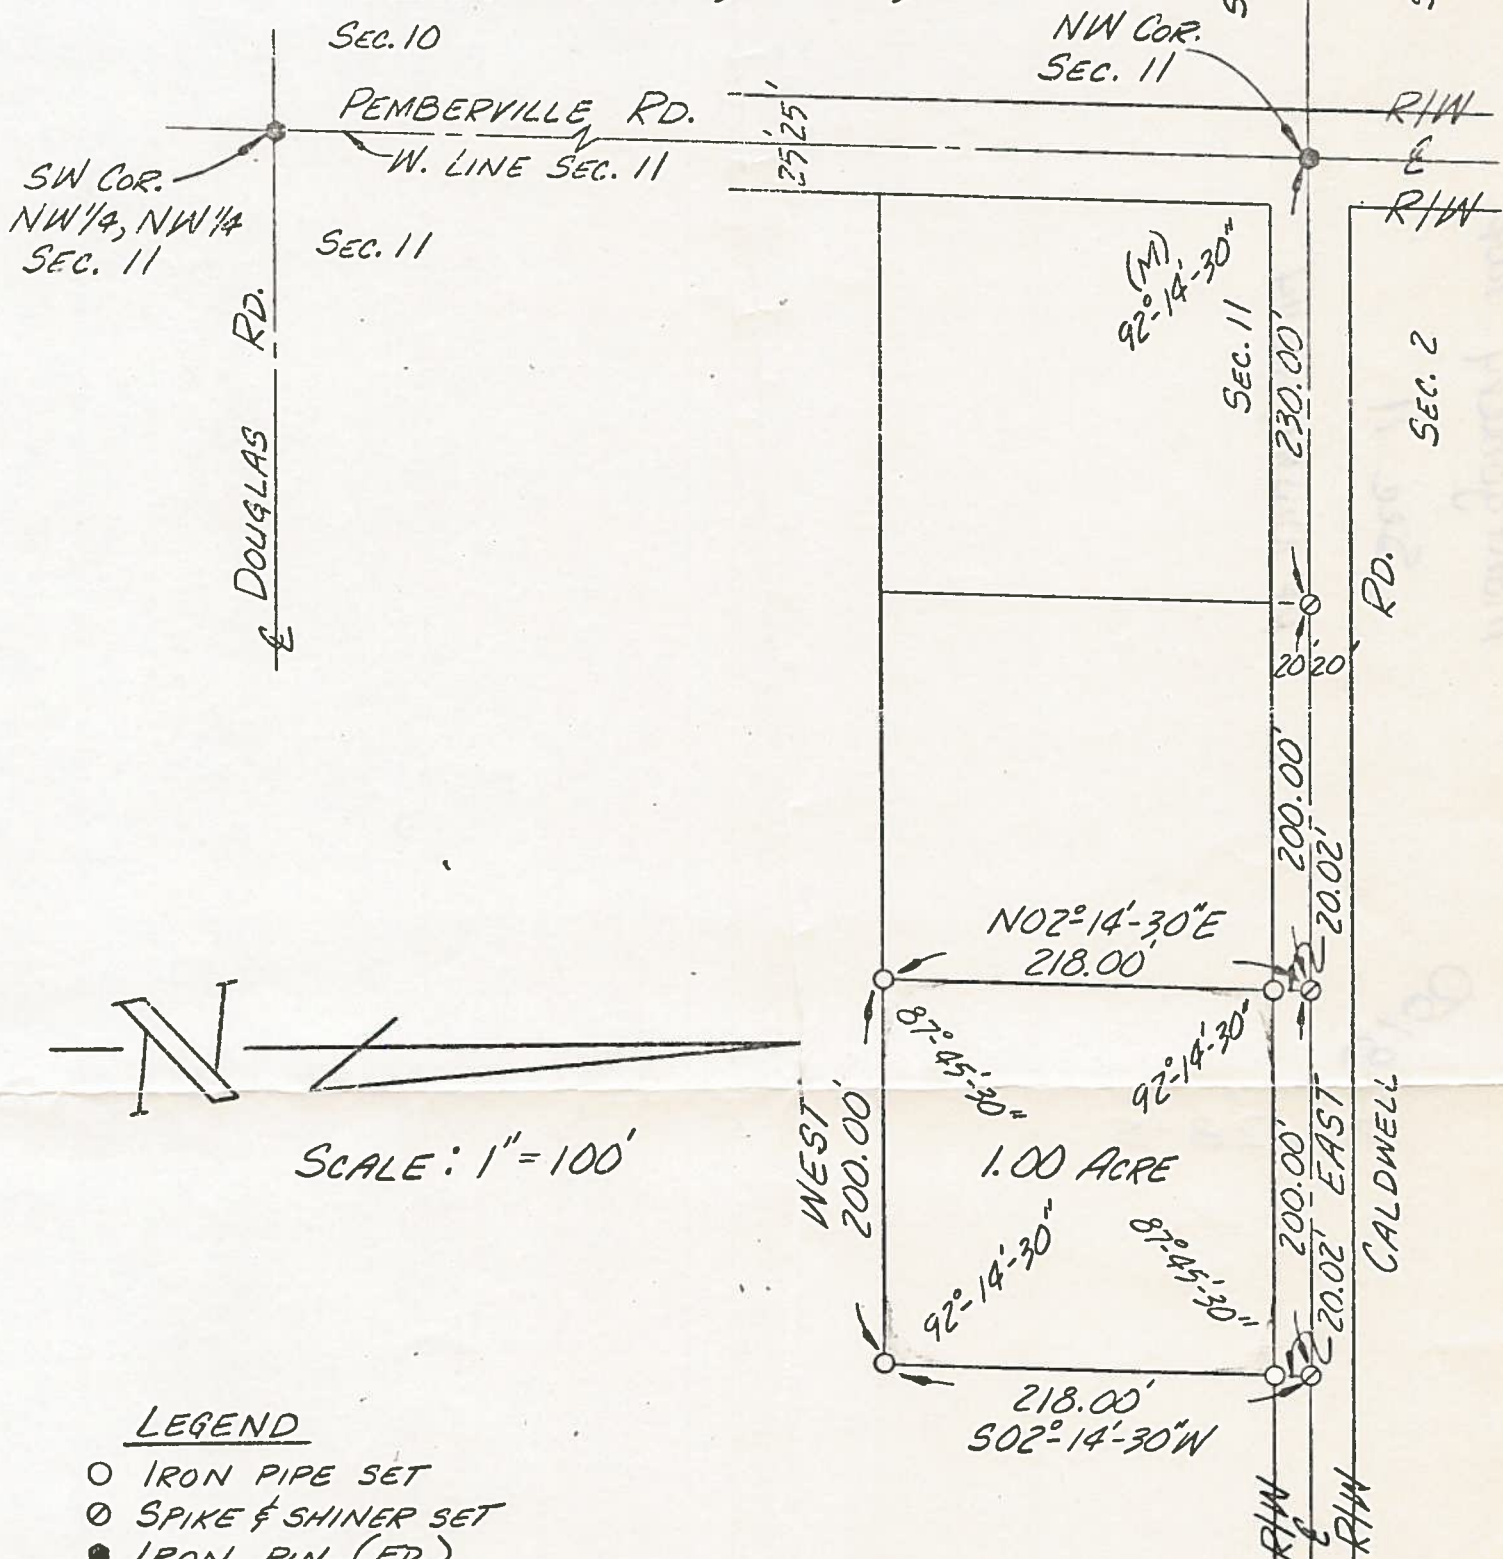 SEC. 10
NW COR.
SEC. 11
PEMBERVILLE RD.
W. LINE SEC. 11
25' 25'
R/W
℄
R/W
SW COR.
NW 1/4, NW 1/4
SEC. 11
SEC. 11
℄ DOUGLAS RD.
(M)
92°-14'-30"
SEC. 11
230.00'
SEC. 2
20' 20'
200.00'
20.02'
N02°-14'-30"E
218.00'
87°-45'-30"
92°-14'-30"
N
SCALE: 1"=100'
WEST
200.00'
1.00 ACRE
92°-14'-30"
87°-45'-30"
200.00'
20.02' EAST
CALDWELL RD.
218.00'
S02°-14'-30"W
R/W
℄
R/W
LEGEND
IRON PIPE SET
SPIKE & SHINER SET
IRON PIN (FD.)